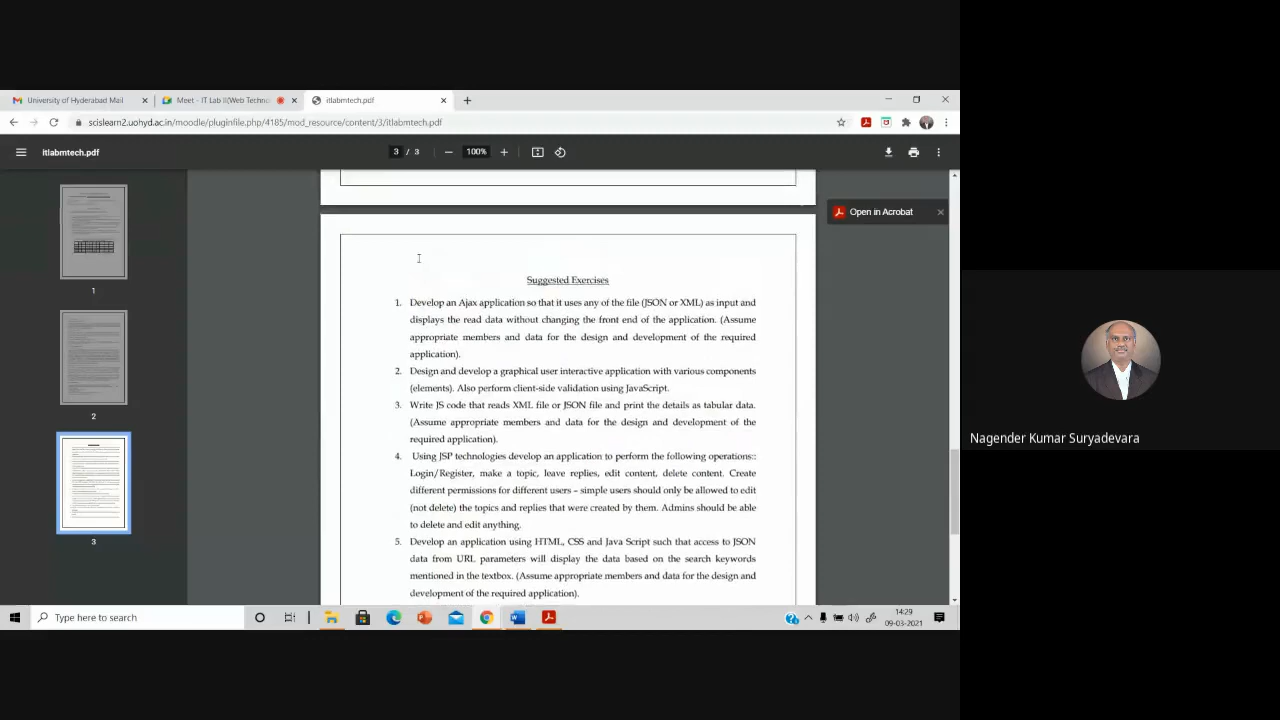 University of Hyderabad Mail
Meet - IT Lab II(Web Techno
itlabmtech.pdf
scislearn2.uohyd.ac.in/moodle/pluginfile.php/4185/mod_resource/content/3/itlabmtech.pdf
itlabmtech.pdf
3 / 3
100%
Open in Acrobat
Suggested Exercises
1. Develop an Ajax application so that it uses any of the file (JSON or XML) as input and
displays the read data without changing the front end of the application. (Assume
appropriate members and data for the design and development of the required
application).
2. Design and develop a graphical user interactive application with various components
(elements). Also perform client-side validation using JavaScript.
3. Write JS code that reads XML file or JSON file and print the details as tabular data.
(Assume appropriate members and data for the design and development of the
required application).
4. Using JSP technologies develop an application to perform the following operations::
Login/Register, make a topic, leave replies, edit content, delete content. Create
different permissions for different users – simple users should only be allowed to edit
(not delete) the topics and replies that were created by them. Admins should be able
to delete and edit anything.
5. Develop an application using HTML, CSS and Java Script such that access to JSON
data from URL parameters will display the data based on the search keywords
mentioned in the textbox. (Assume appropriate members and data for the design and
development of the required application).
1
2
3
Nagender Kumar Suryadevara
Type here to search
14:29
09-03-2021